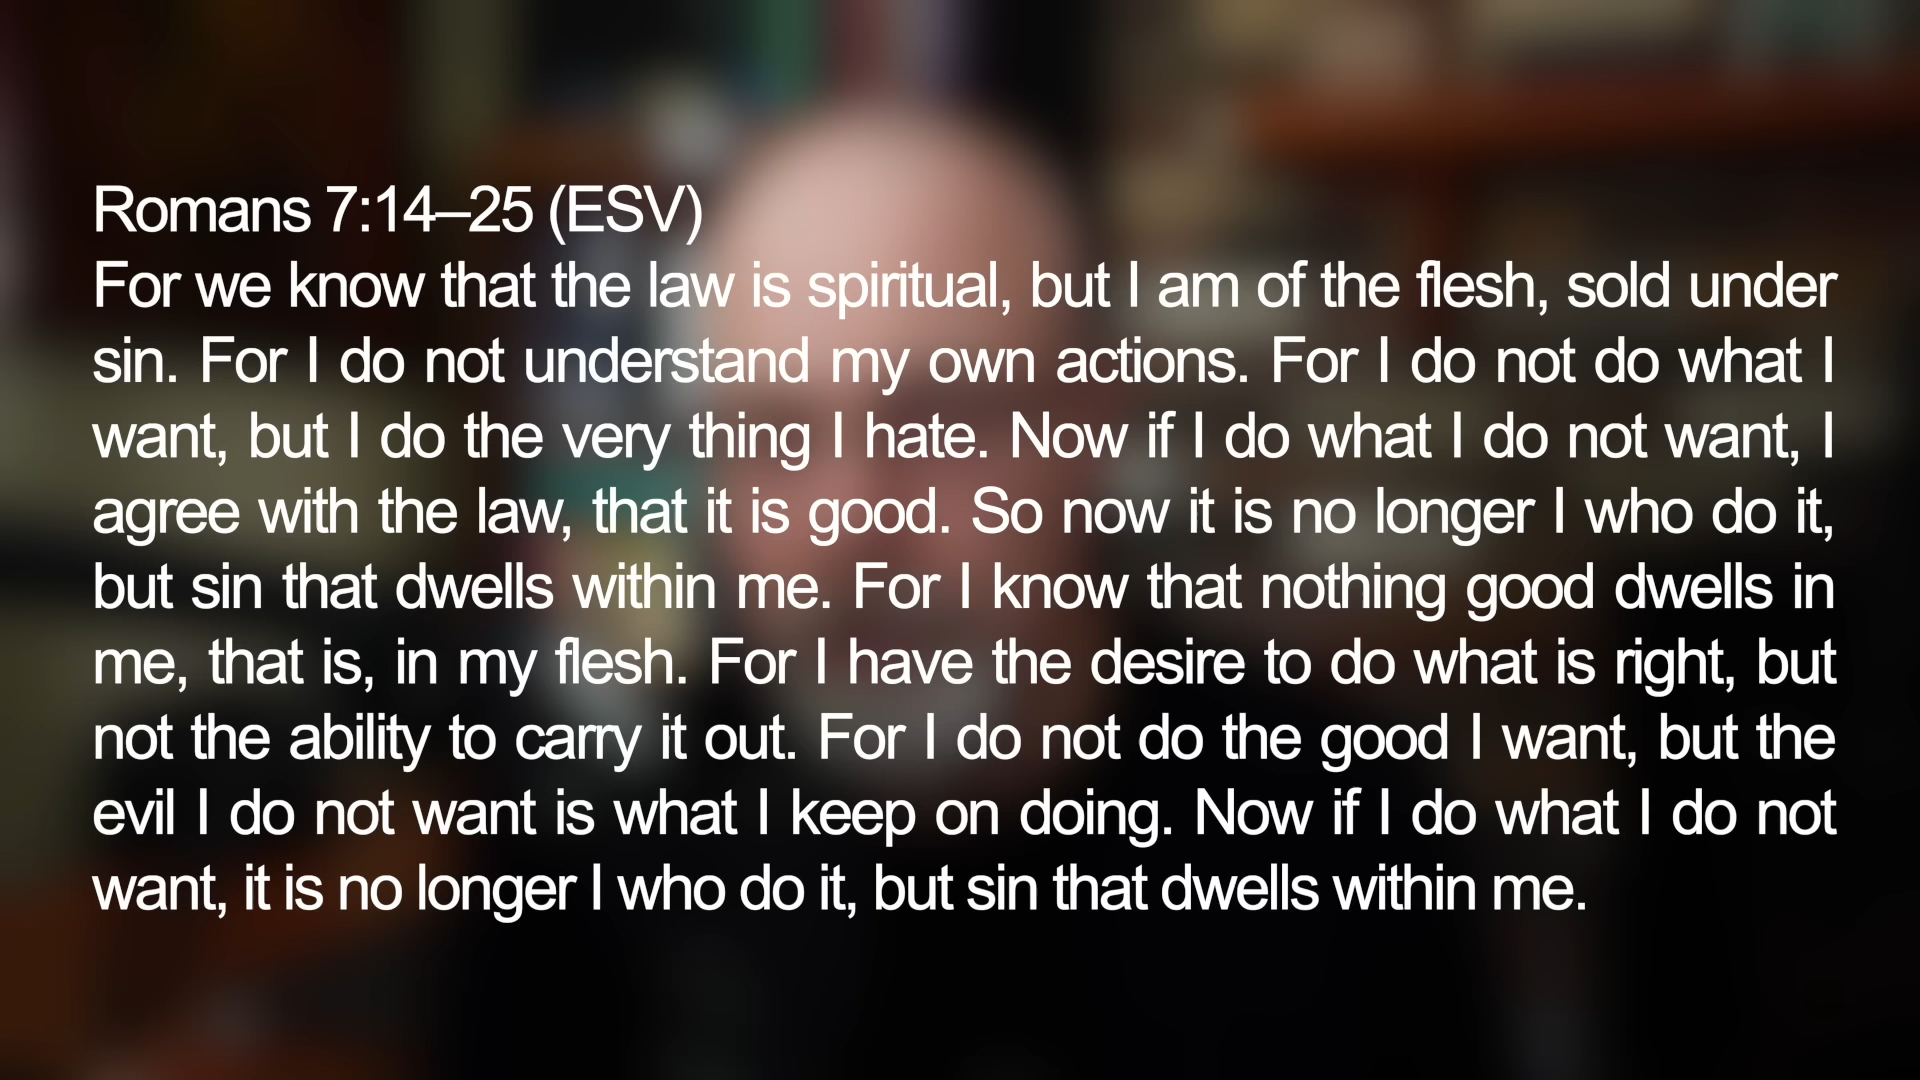 Romans 7:14–25 (ESV)
For we know that the law is spiritual, but I am of the flesh, sold under
sin. For I do not understand my own actions. For I do not do what I
want, but I do the very thing I hate. Now if I do what I do not want, I
agree with the law, that it is good. So now it is no longer I who do it,
but sin that dwells within me. For I know that nothing good dwells in
me, that is, in my flesh. For I have the desire to do what is right, but
not the ability to carry it out. For I do not do the good I want, but the
evil I do not want is what I keep on doing. Now if I do what I do not
want, it is no longer I who do it, but sin that dwells within me.